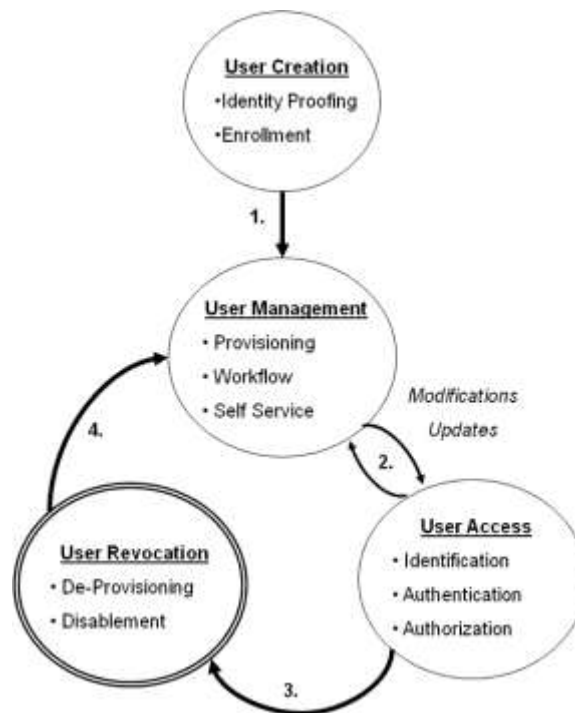 User Creation
•Identity Proofing
•Enrollment
1.
User Management
• Provisioning
• Workflow
• Self Service
Modifications
Updates
4.
2.
User Revocation
• De-Provisioning
• Disablement
User Access
• Identification
• Authentication
• Authorization
3.